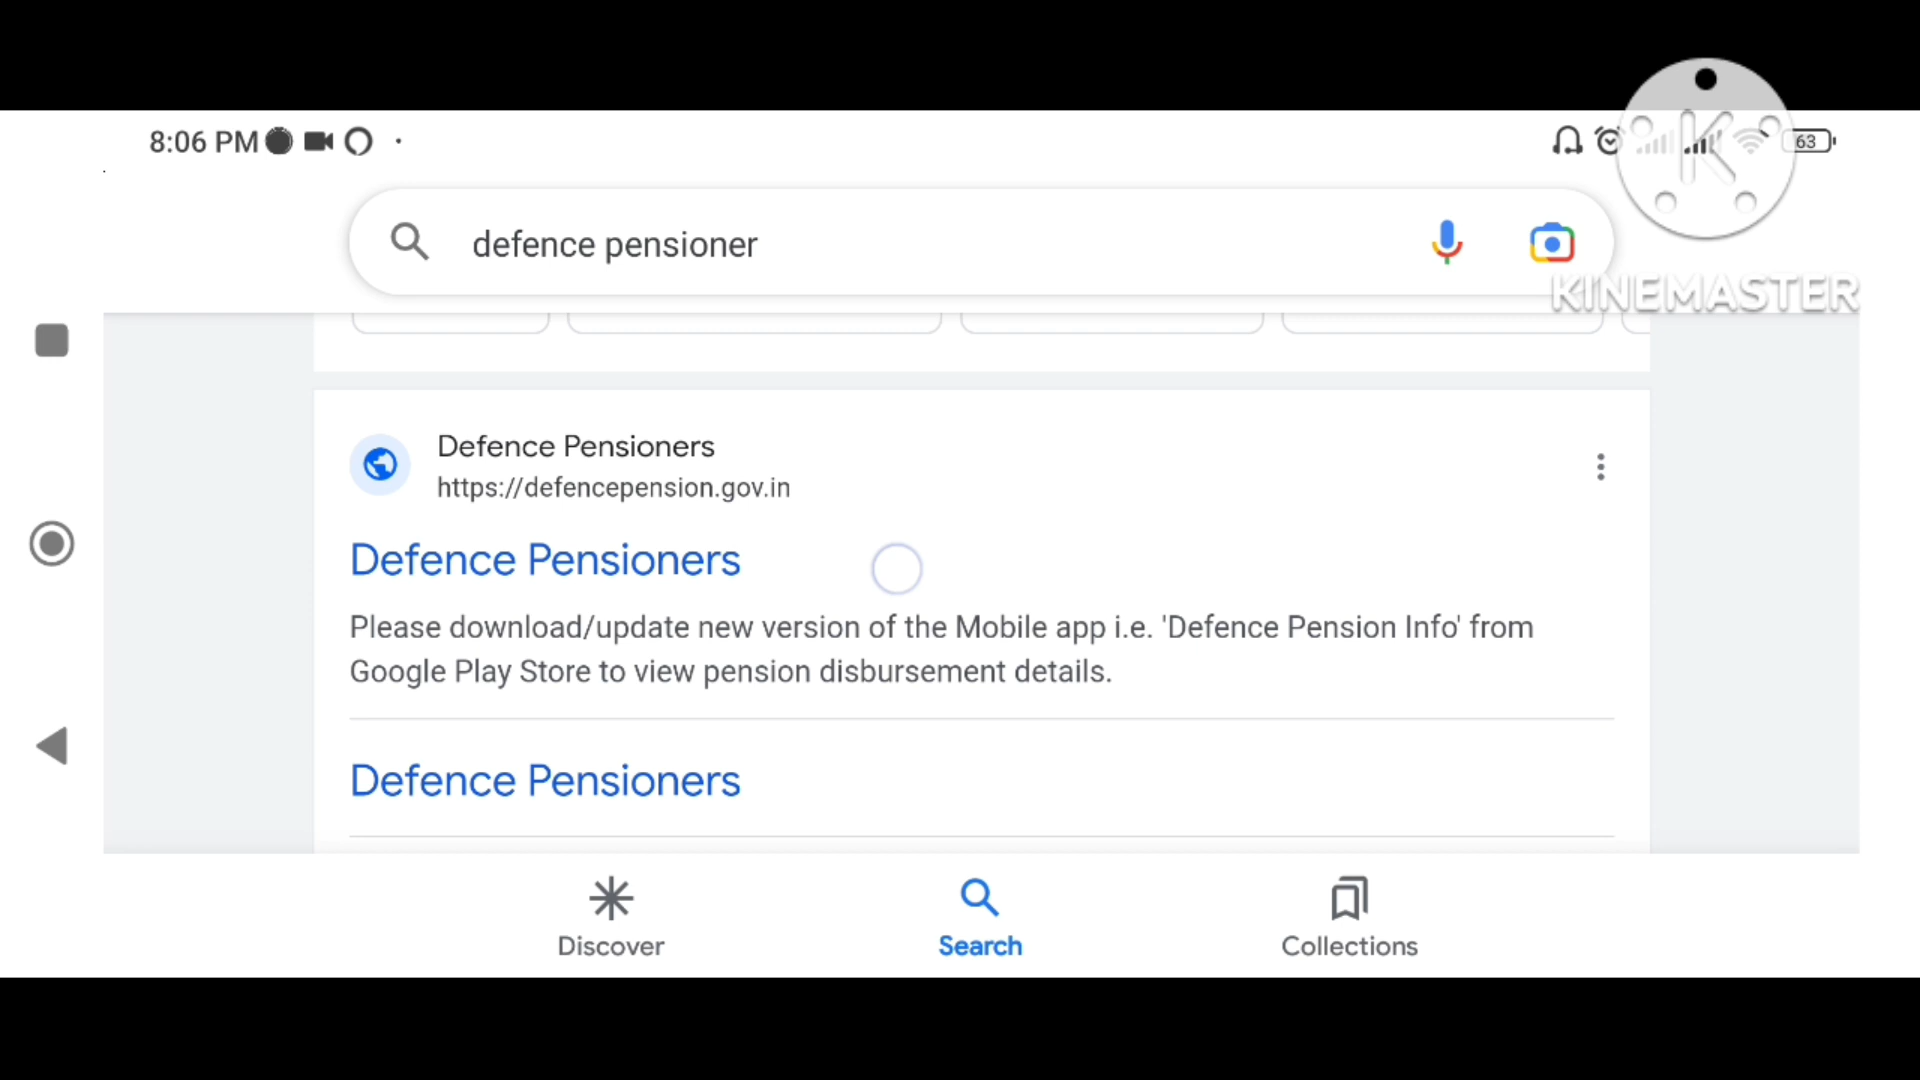 8:06 PM
63
K
KINEMASTER
defence pensioner
Defence Pensioners
https://defencepension.gov.in
Defence Pensioners
Please download/update new version of the Mobile app i.e. 'Defence Pension Info' from
Google Play Store to view pension disbursement details.
Defence Pensioners
Discover
Search
Collections